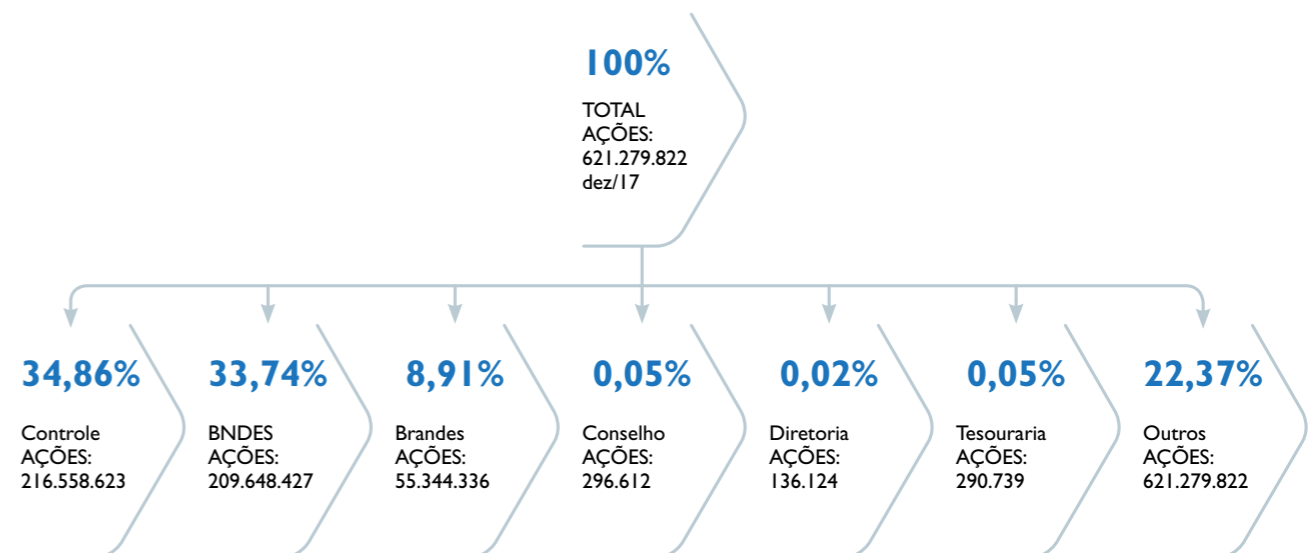 100%
TOTAL
AÇÕES:
621.279.822
dez/17
34,86%
Controle
AÇÕES:
216.558.623
33,74%
BNDES
AÇÕES:
209.648.427
8,91%
Brandes
AÇÕES:
55.344.336
0,05%
Conselho
AÇÕES:
296.612
0,02%
Diretoria
AÇÕES:
136.124
0,05%
Tesouraria
AÇÕES:
290.739
22,37%
Outros
AÇÕES:
621.279.822